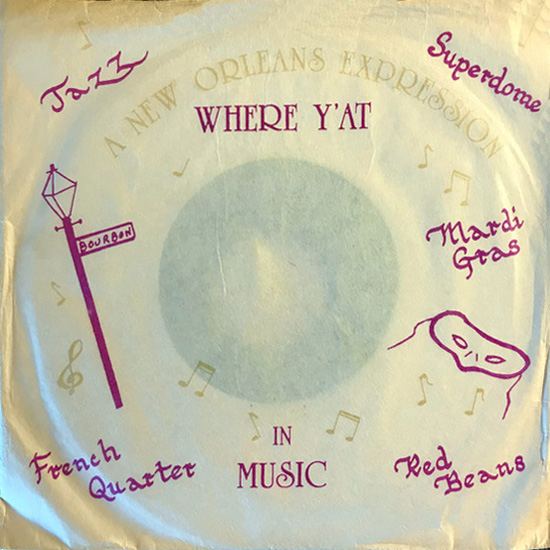 Jazz
Superdome
A NEW ORLEANS EXPRESSION
WHERE Y'AT
BOURBON
Mardi
Gras
IN
MUSIC
French
Quarter
Red
Beans